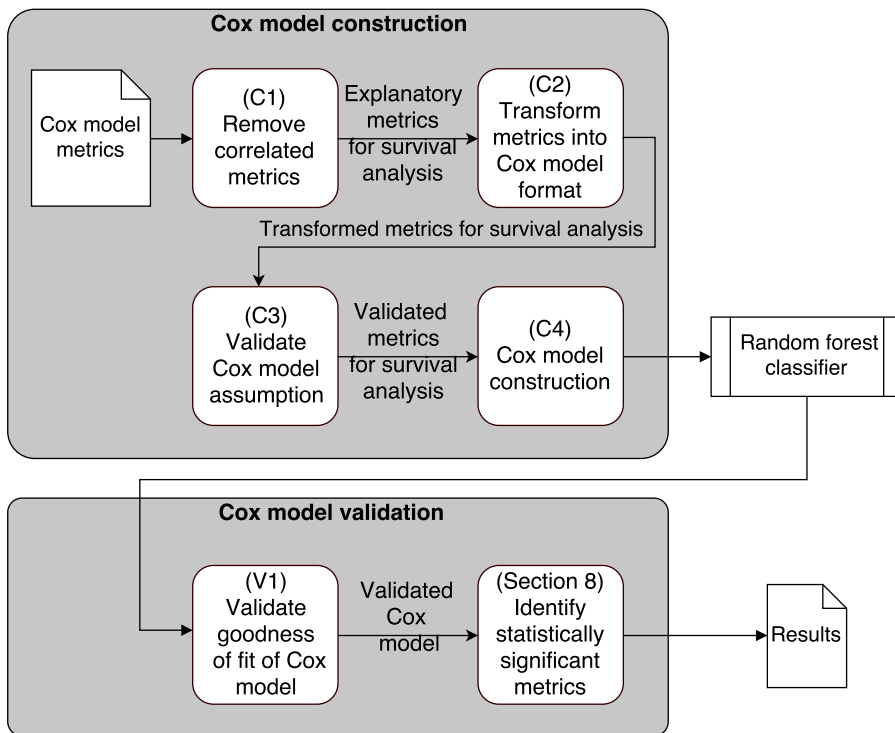 Cox model construction
Cox model
metrics
(C1)
Remove
correlated
metrics
Explanatory
metrics
for survival
analysis
(C2)
Transform
metrics into
Cox model
format
Transformed metrics for survival analysis
(C3)
Validate
Cox model
assumption
Validated
metrics
for survival
analysis
(C4)
Cox model
construction
Random forest
classifier
Cox model validation
(V1)
Validate
goodness
of fit of Cox
model
Validated
Cox
model
(Section 8)
Identify
statistically
significant
metrics
Results